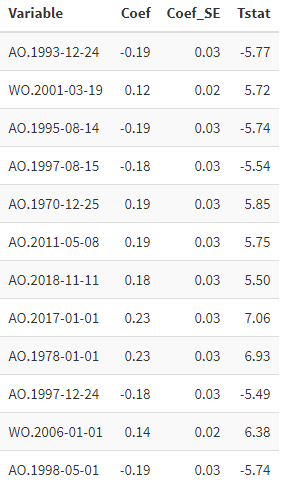 Variable Coef Coef_SE Tstat
AO.1993-12-24 -0.19 0.03 -5.77
WO.2001-03-19 0.12 0.02 5.72
AO.1995-08-14 -0.19 0.03 -5.74
AO.1997-08-15 -0.18 0.03 -5.54
AO.1970-12-25 0.19 0.03 5.85
AO.2011-05-08 0.19 0.03 5.75
AO.2018-11-11 0.18 0.03 5.50
AO.2017-01-01 0.23 0.03 7.06
AO.1978-01-01 0.23 0.03 6.93
AO.1997-12-24 -0.18 0.03 -5.49
WO.2006-01-01 0.14 0.02 6.38
AO.1998-05-01 -0.19 0.03 -5.74